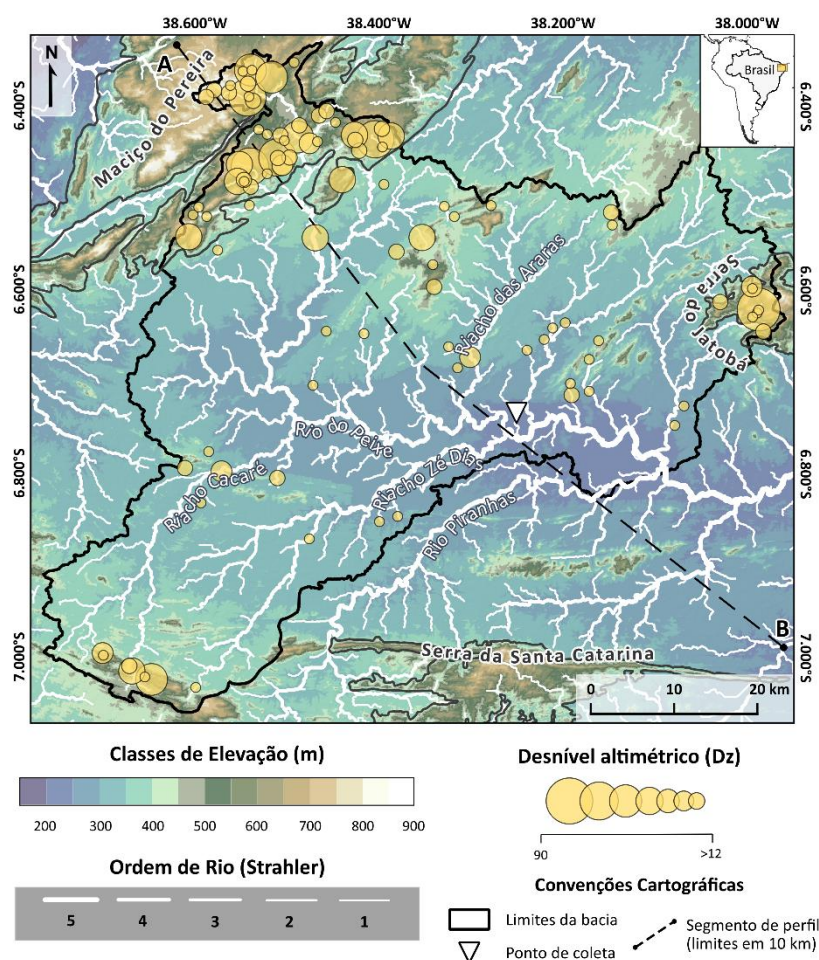 38.600°W 38.400°W 38.200°W 38.000°W
A
N
Brasil
6.400°S
6.400°S
Maciço do Pereira
6.600°S
6.600°S
Serra do Jatobá
Riacho das Araras
Rio do Peixe
Riacho Cacaré
Riacho Zé Dias
Rio Piranhas
6.800°S
6.800°S
B
7.000°S
7.000°S
Serra da Santa Catarina
0 10 20 km
Classes de Elevação (m)
200 300 400 500 600 700 800 900
Ordem de Rio (Strahler)
5 4 3 2 1
Desnível altimétrico (Dz)
90 >12
Convenções Cartográficas
Limites da bacia
Ponto de coleta
Segmento de perfil
(limites em 10 km)